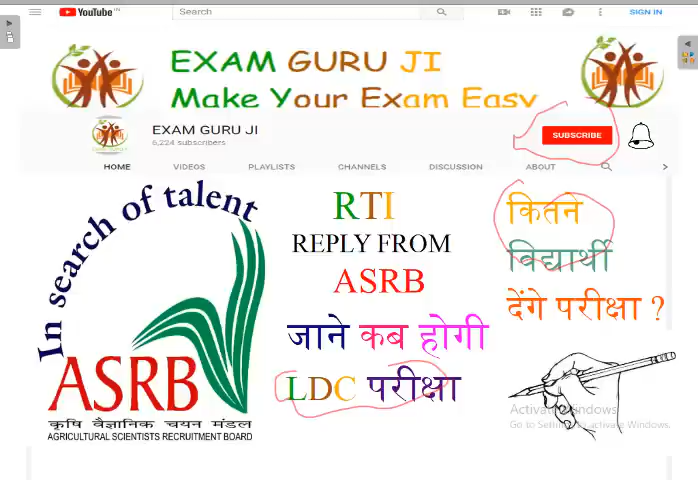 YouTube IN
Search
SIGN IN
EXAM GURU JI
Make Your Exam Easy
EXAM GURU JI
6,224 subscribers
SUBSCRIBE
HOME VIDEOS PLAYLISTS CHANNELS DISCUSSION ABOUT
In search of talent
ASRB
कृषि वैज्ञानिक चयन मंडल
AGRICULTURAL SCIENTISTS RECRUITMENT BOARD
RTI
REPLY FROM
ASRB
जाने कब होगी
LDC परीक्षा
कितने
विद्यार्थी
देंगे परीक्षा ?
Activate Windows
Go to Settings to activate Windows.